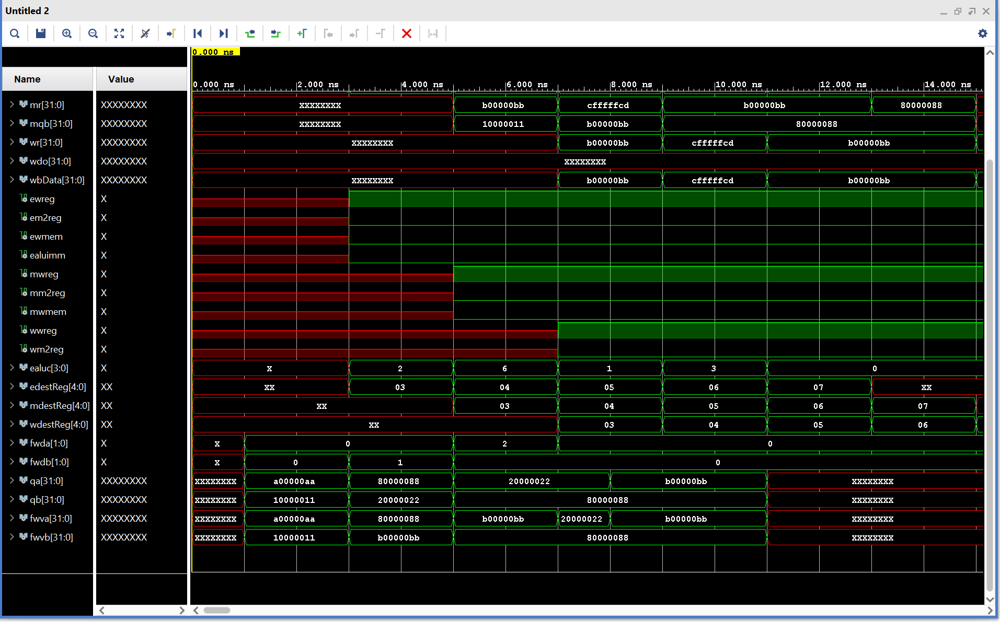 Untitled 2
0.000 ns
Name Value
0.000 ns 2.000 ns 4.000 ns 6.000 ns 8.000 ns 10.000 ns 12.000 ns 14.000 ns
mr[31:0] XXXXXXXX XXXXXXXX b00000bb cfffffcd b00000bb 80000088
mqb[31:0] XXXXXXXX XXXXXXXX 10000011 b00000bb 80000088
wr[31:0] XXXXXXXX XXXXXXXX b00000bb cfffffcd b00000bb
wdo[31:0] XXXXXXXX XXXXXXXX
wbData[31:0] XXXXXXXX XXXXXXXX b00000bb cfffffcd b00000bb
ewreg X
em2reg X
ewmem X
ealuimm X
mwreg X
mm2reg X
mwmem X
wwreg X
wm2reg X
ealuc[3:0] X X 2 6 1 3 0
edestReg[4:0] XX XX 03 04 05 06 07 XX
mdestReg[4:0] XX XX 03 04 05 06 07
wdestReg[4:0] XX XX 03 04 05 06
fwda[1:0] X X 0 2 0
fwdb[1:0] X X 0 1 0
qa[31:0] XXXXXXXX XXXXXXXX a00000aa 80000088 20000022 b00000bb XXXXXXXX
qb[31:0] XXXXXXXX XXXXXXXX 10000011 20000022 80000088 XXXXXXXX
fwva[31:0] XXXXXXXX XXXXXXXX a00000aa 80000088 b00000bb 20000022 b00000bb XXXXXXXX
fwvb[31:0] XXXXXXXX XXXXXXXX 10000011 b00000bb 80000088 XXXXXXXX